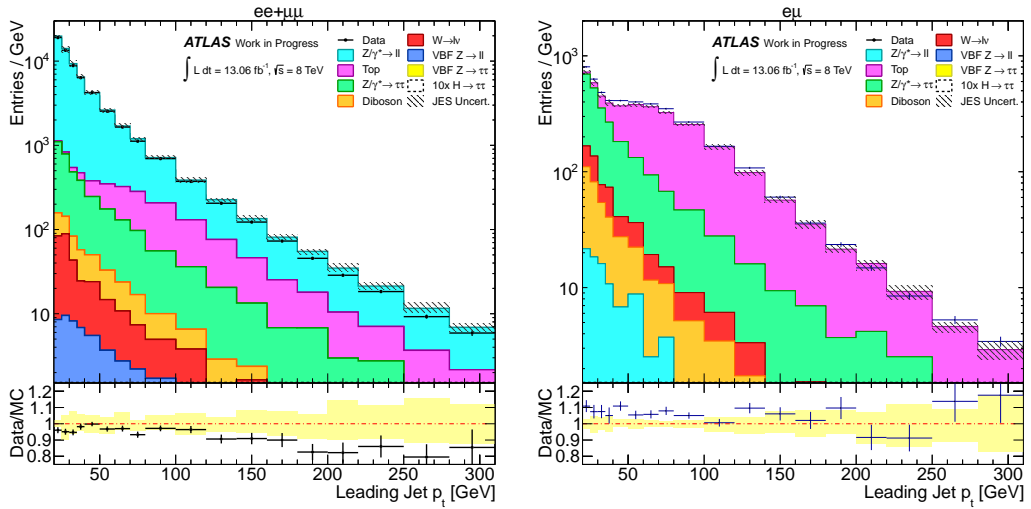 ee+μμ
Entries / GeV
10⁴
10³
10²
10
ATLAS Work in Progress
∫ L dt = 13.06 fb⁻¹, √s = 8 TeV
Data
Z/γ*→ll
Top
Z/γ*→ττ
Diboson
W→lν
VBF Z→ll
VBF Z→ττ
10x H→ττ
JES Uncert.
Data/MC
1.2
1.1
1
0.9
0.8
50 100 150 200 250 300
Leading Jet pₜ [GeV]
eμ
Entries / GeV
10³
10²
10
ATLAS Work in Progress
∫ L dt = 13.06 fb⁻¹, √s = 8 TeV
Data
Z/γ*→ll
Top
Z/γ*→ττ
Diboson
W→lν
VBF Z→ll
VBF Z→ττ
10x H→ττ
JES Uncert.
Data/MC
1.2
1.1
1
0.9
0.8
50 100 150 200 250 300
Leading Jet pₜ [GeV]